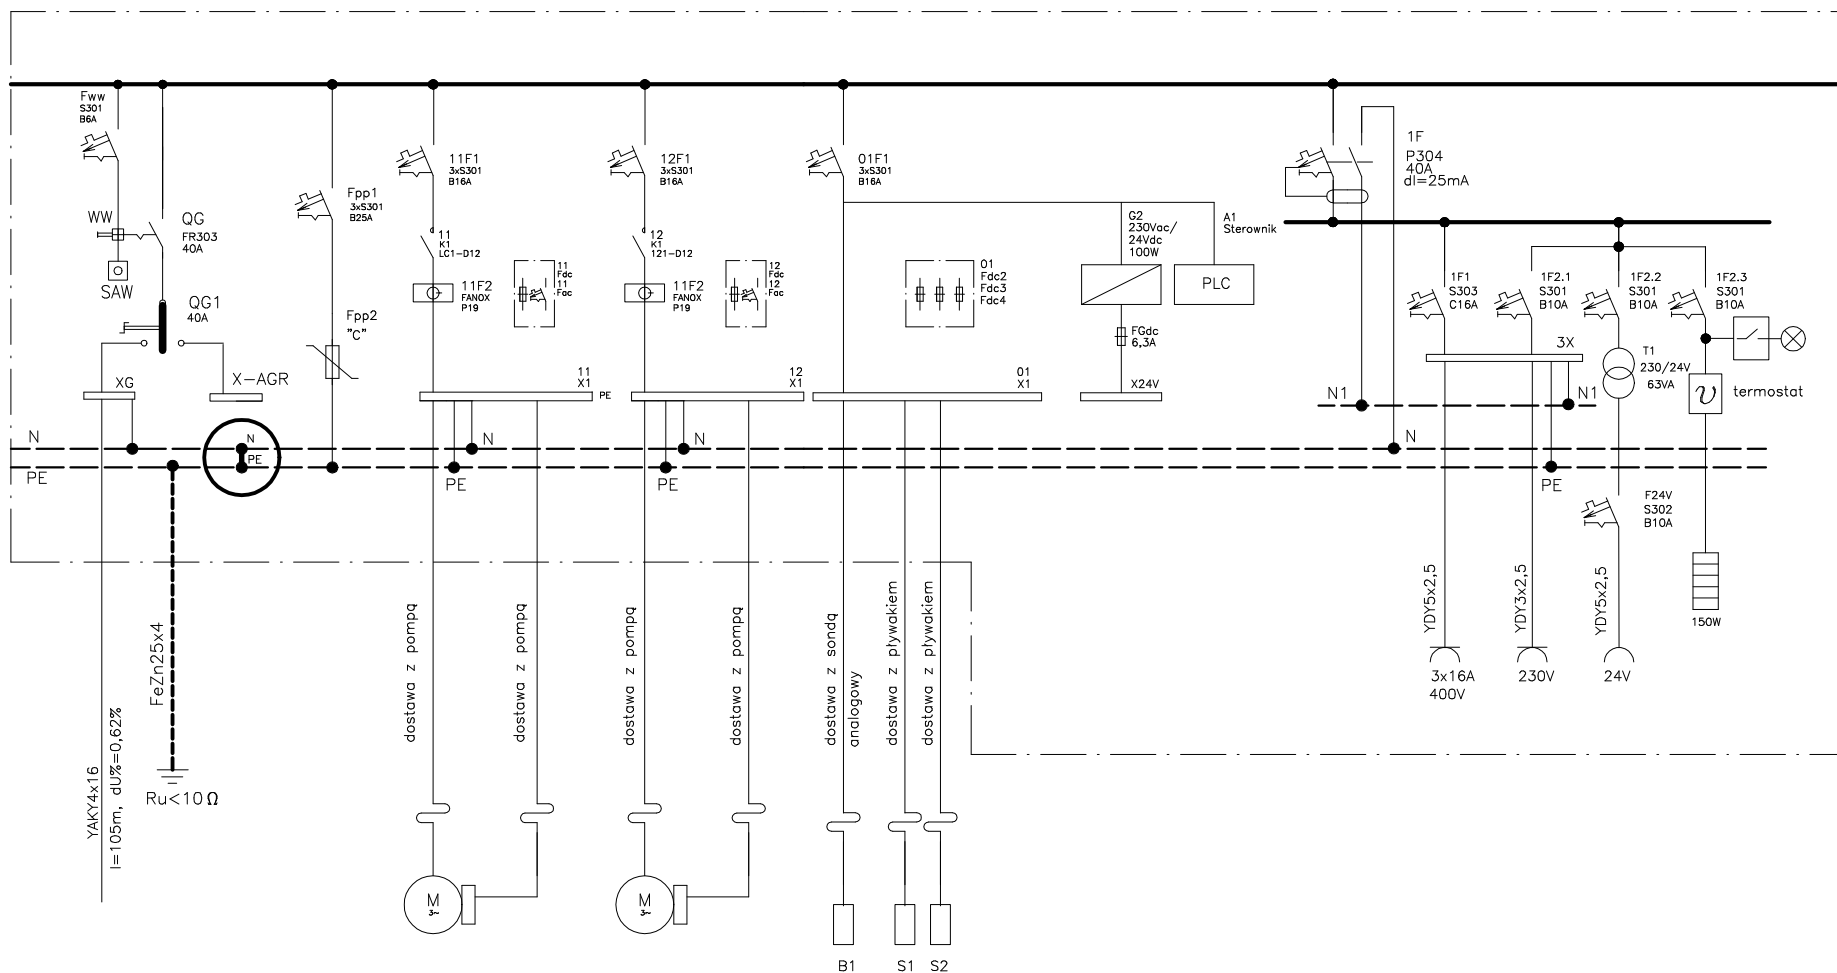 Fww
S301
B6A
WW
SAW
QG
FR303
40A
QG1
40A
XG
X-AGR
N
PE
N
PE
Fpp1
3xS301
B25A
Fpp2
"C"
11F1
3xS301
B16A
11
K1
LC1-D12
11F2
FANOX
P19
11
Fdc
11
Fac
11
X1
PE
N
PE
12F1
3xS301
B16A
12
K1
121-D12
11F2
FANOX
P19
12
Fdc
12
Fac
12
X1
N
PE
01F1
3xS301
B16A
01
Fdc2
Fdc3
Fdc4
01
X1
G2
230Vac/
24Vdc
100W
A1
Sterownik
PLC
FGdc
6,3A
X24V
1F
P304
40A
dI=25mA
1F1
S303
C16A
1F2.1
S301
B10A
1F2.2
S301
B10A
1F2.3
S301
B10A
3X
T1
230/24V
63VA
termostat
N1
N1
N
PE
F24V
S302
B10A
150W
YDY5x2,5
YDY3x2,5
YDY5x2,5
3x16A
400V
230V
24V
FeZn25x4
Ru<10Ω
YAKY4x16
l=105m, dU%=0,62%
dostawa z pompą
dostawa z pompą
dostawa z pompą
dostawa z pompą
dostawa z sondą
analogowy
dostawa z pływakiem
dostawa z pływakiem
M
3~
M
3~
B1
S1
S2